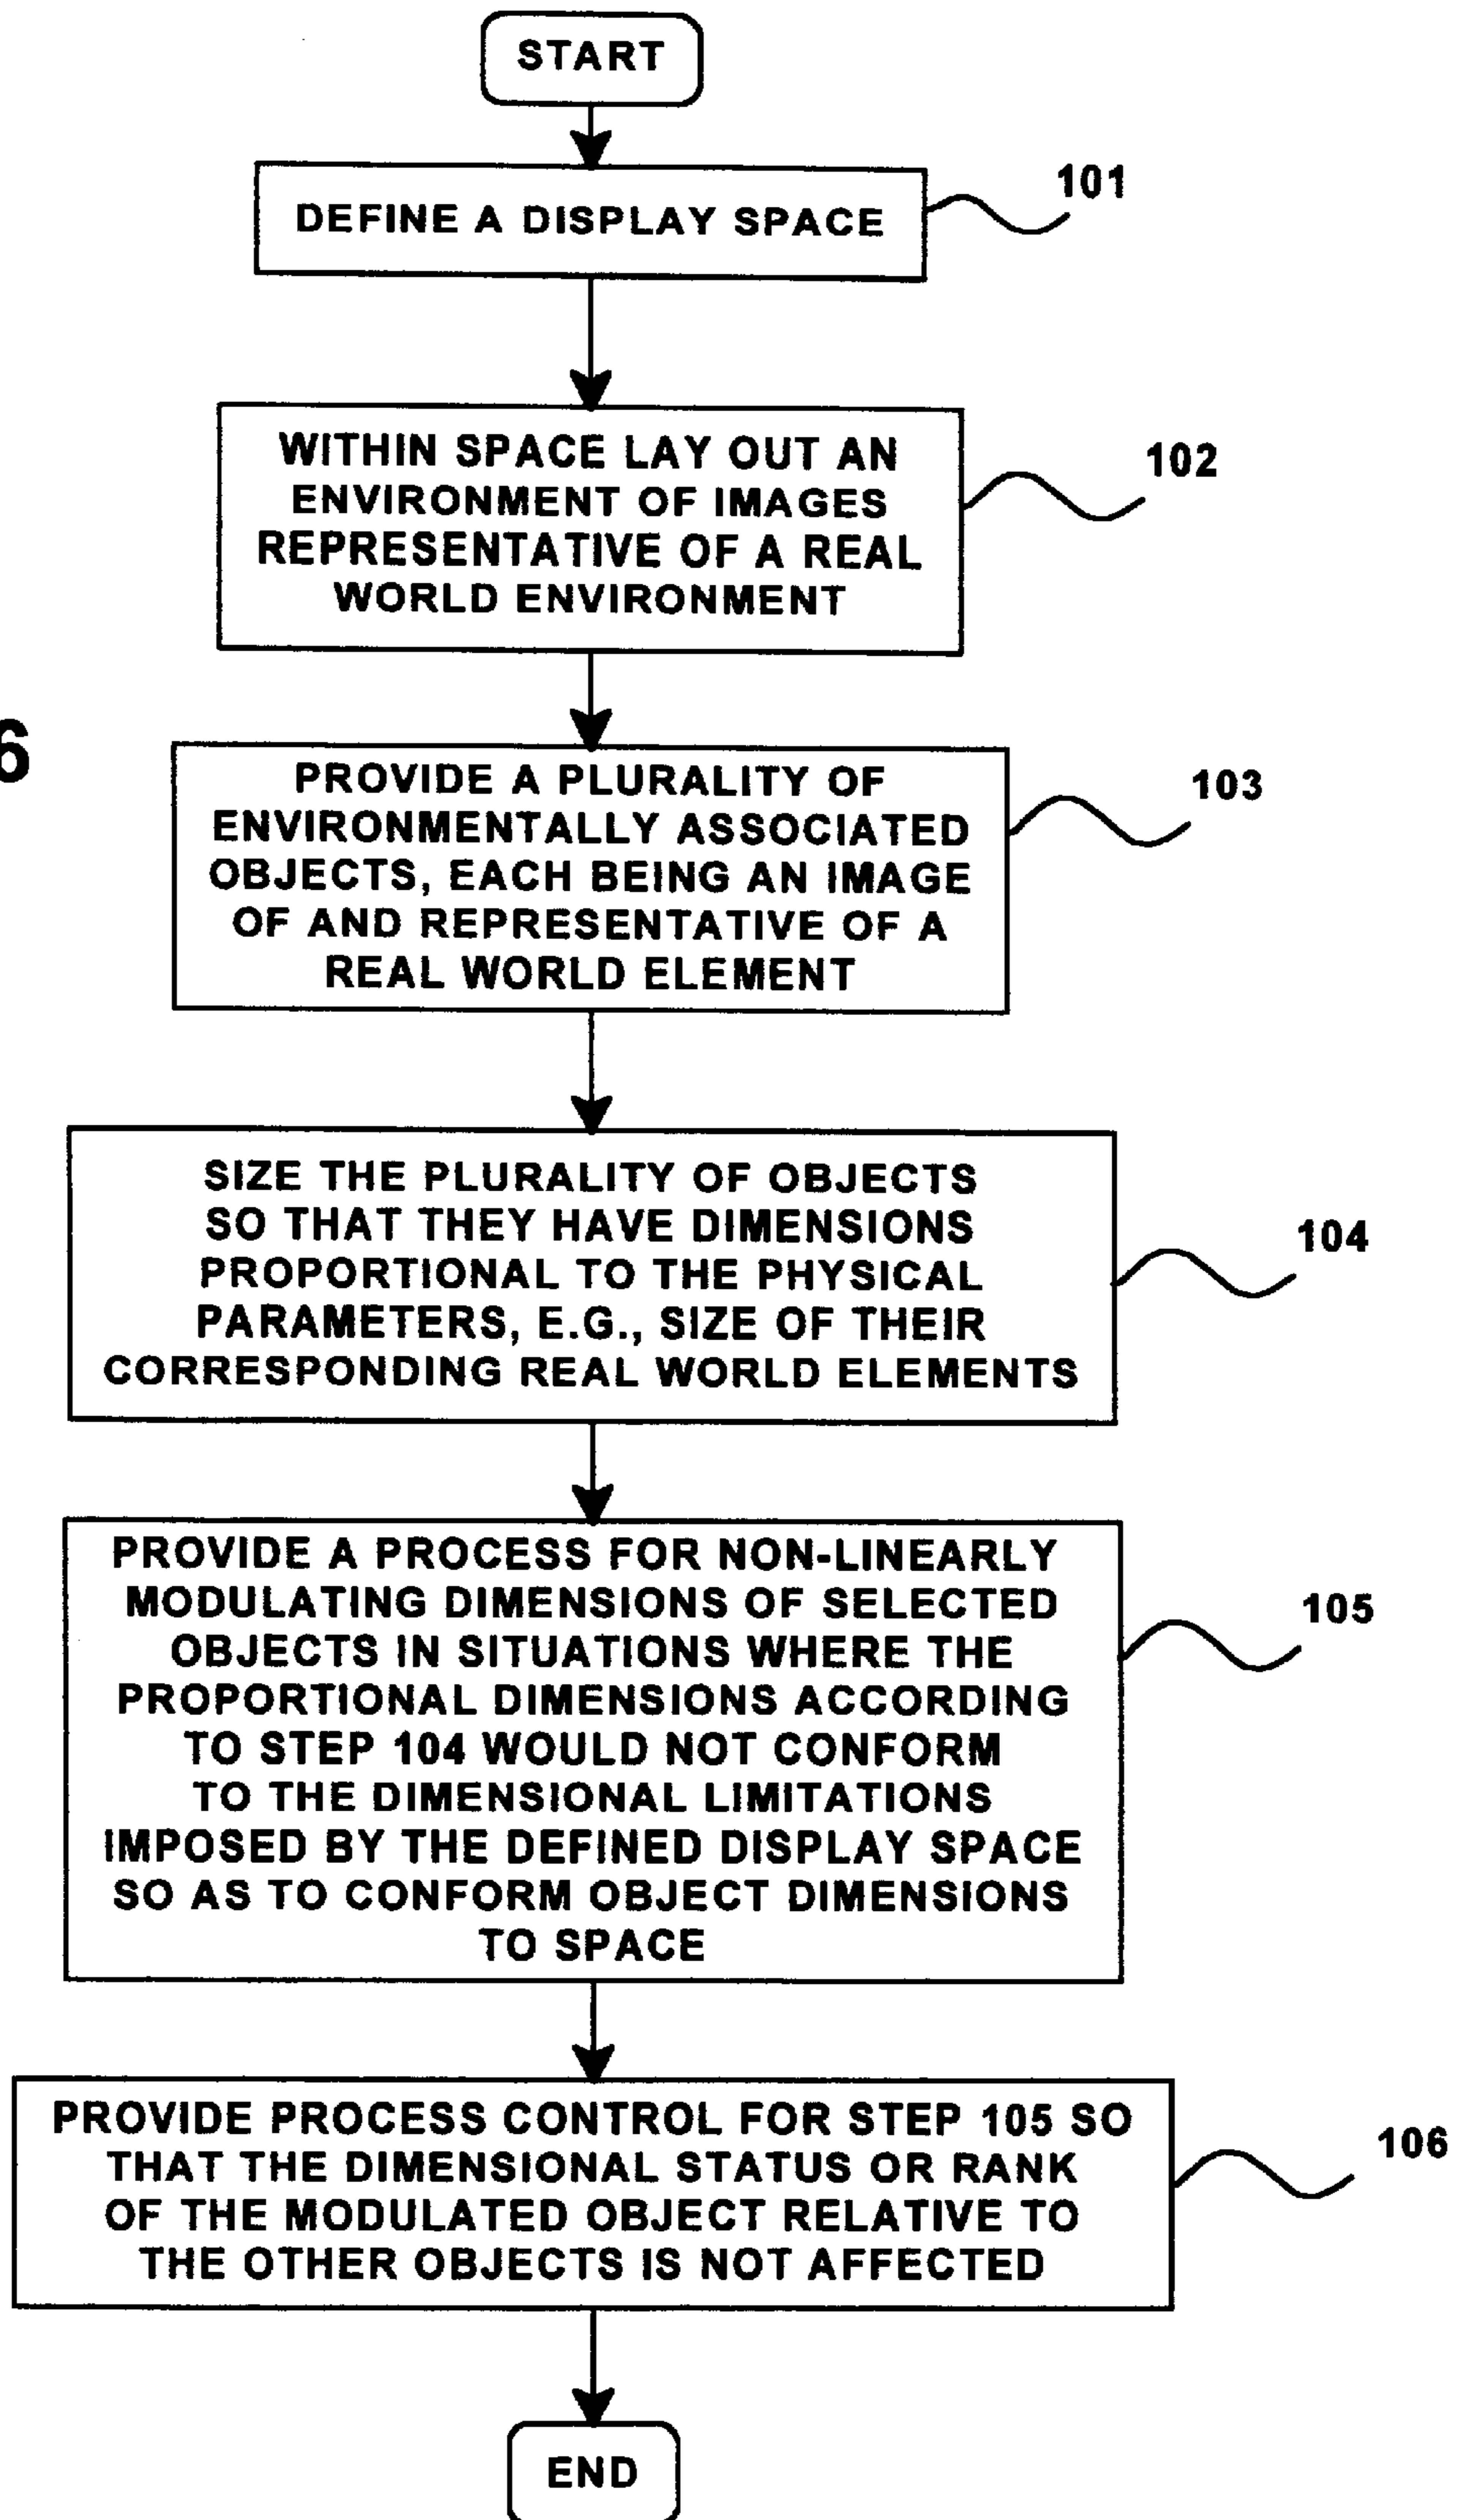 START
DEFINE A DISPLAY SPACE
101
WITHIN SPACE LAY OUT AN
ENVIRONMENT OF IMAGES
REPRESENTATIVE OF A REAL
WORLD ENVIRONMENT
102
6
PROVIDE A PLURALITY OF
ENVIRONMENTALLY ASSOCIATED
OBJECTS, EACH BEING AN IMAGE
OF AND REPRESENTATIVE OF A
REAL WORLD ELEMENT
103
SIZE THE PLURALITY OF OBJECTS
SO THAT THEY HAVE DIMENSIONS
PROPORTIONAL TO THE PHYSICAL
PARAMETERS, E.G., SIZE OF THEIR
CORRESPONDING REAL WORLD ELEMENTS
104
PROVIDE A PROCESS FOR NON-LINEARLY
MODULATING DIMENSIONS OF SELECTED
OBJECTS IN SITUATIONS WHERE THE
PROPORTIONAL DIMENSIONS ACCORDING
TO STEP 104 WOULD NOT CONFORM
TO THE DIMENSIONAL LIMITATIONS
IMPOSED BY THE DEFINED DISPLAY SPACE
SO AS TO CONFORM OBJECT DIMENSIONS
TO SPACE
105
PROVIDE PROCESS CONTROL FOR STEP 105 SO
THAT THE DIMENSIONAL STATUS OR RANK
OF THE MODULATED OBJECT RELATIVE TO
THE OTHER OBJECTS IS NOT AFFECTED
106
END